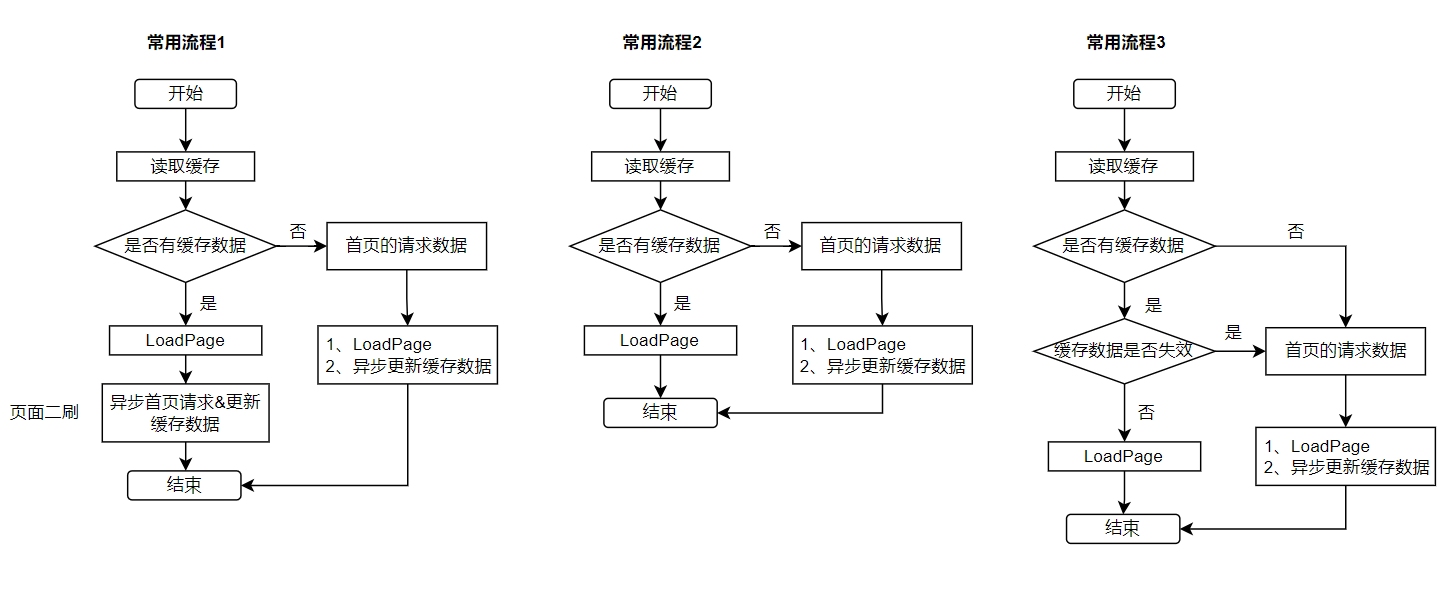 常用流程1
开始
读取缓存
是否有缓存数据
否
首页的请求数据
是
LoadPage
1、LoadPage
2、异步更新缓存数据
页面二刷
异步首页请求&更新
缓存数据
结束
常用流程2
开始
读取缓存
是否有缓存数据
否
首页的请求数据
是
LoadPage
1、LoadPage
2、异步更新缓存数据
结束
常用流程3
开始
读取缓存
是否有缓存数据
否
是
缓存数据是否失效
是
首页的请求数据
否
LoadPage
1、LoadPage
2、异步更新缓存数据
结束